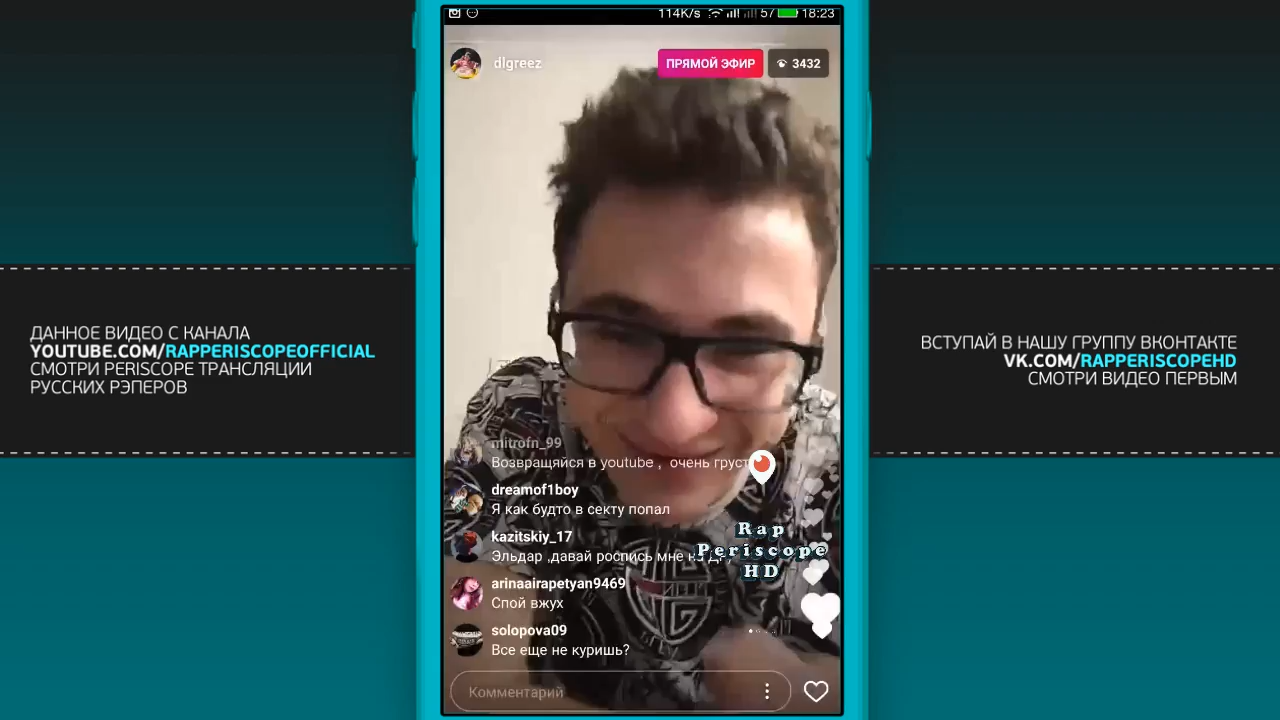 114K/s 57 18:23
dlgreez
ПРЯМОЙ ЭФИР 3432
ДАННОЕ ВИДЕО С КАНАЛА
YOUTUBE.COM/RAPPERISCOPEOFFICIAL
СМОТРИ PERISCOPE ТРАНСЛЯЦИИ
РУССКИХ РЭПЕРОВ
ВСТУПАЙ В НАШУ ГРУППУ ВКОНТАКТЕ
VK.COM/RAPPERISCOPEHD
СМОТРИ ВИДЕО ПЕРВЫМ
mitrofn_99
Возвращяйся в youtube , очень груст
dreamof1boy
Я как будто в секту попал
kazitskiy_17
Эльдар ,давай роспись мне
Rap
Periscope
HD
arinaairapetyan9469
Спой вжух
solopova09
Все еще не куришь?
Комментарий